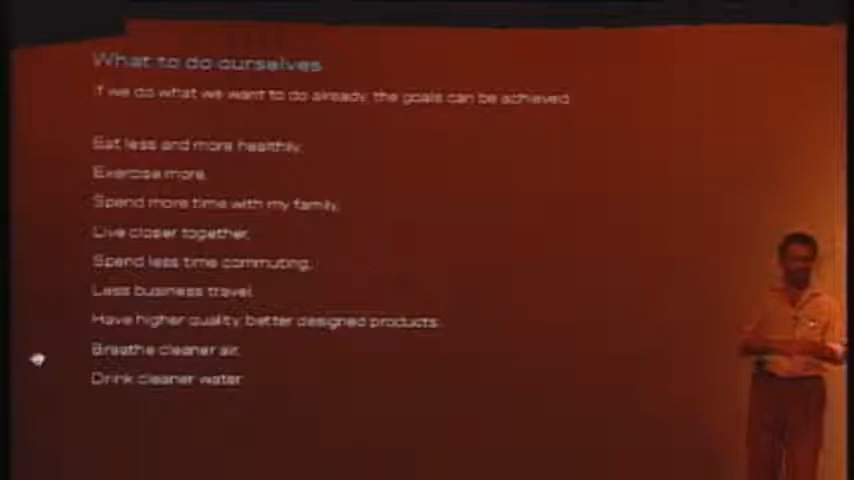 What to do ourselves
If we do what we want to do already, the goals can be achieved.
Eat less and more healthily.
Exercise more.
Spend more time with my family.
Live closer together.
Spend less time commuting.
Less business travel.
Have higher quality, better designed products.
Breathe cleaner air.
Drink cleaner water.